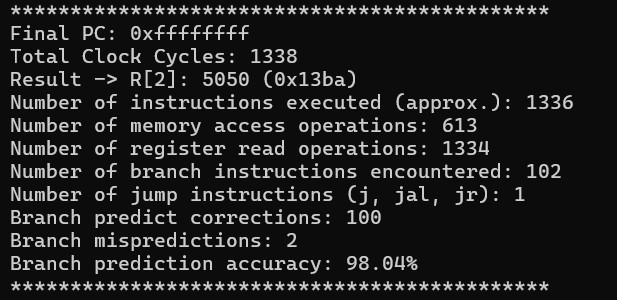 *********************************************
Final PC: 0xffffffff
Total Clock Cycles: 1338
Result -> R[2]: 5050 (0x13ba)
Number of instructions executed (approx.): 1336
Number of memory access operations: 613
Number of register read operations: 1334
Number of branch instructions encountered: 102
Number of jump instructions (j, jal, jr): 1
Branch predict corrections: 100
Branch mispredictions: 2
Branch prediction accuracy: 98.04%
*********************************************